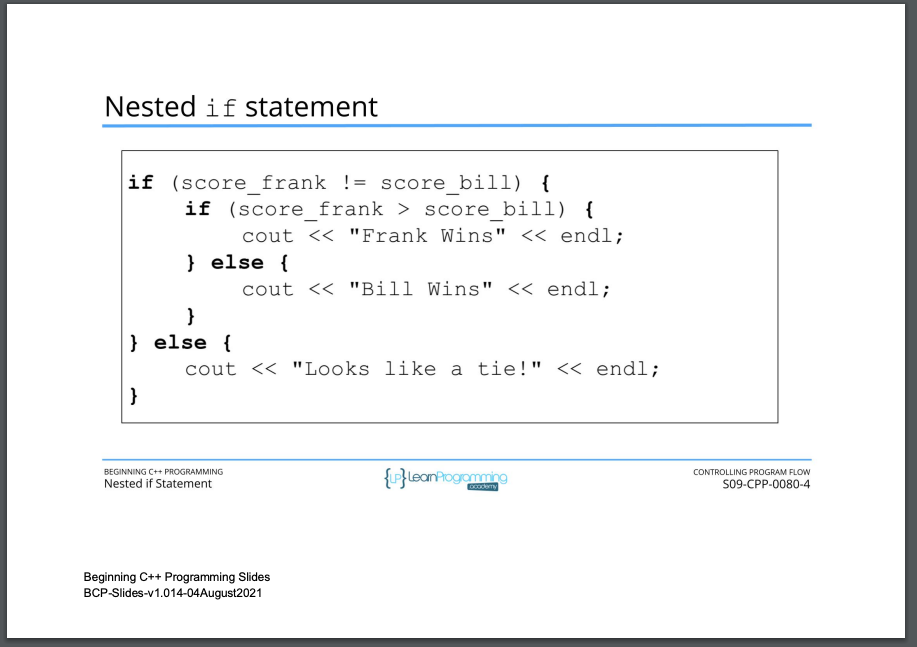 Nested if statement
if (score_frank != score_bill) {
if (score_frank > score_bill) {
cout << "Frank Wins" << endl;
} else {
cout << "Bill Wins" << endl;
}
} else {
cout << "Looks like a tie!" << endl;
}
BEGINNING C++ PROGRAMMING
Nested if Statement
{LP} LearnProgramming
academy
CONTROLLING PROGRAM FLOW
S09-CPP-0080-4
Beginning C++ Programming Slides
BCP-Slides-v1.014-04August2021